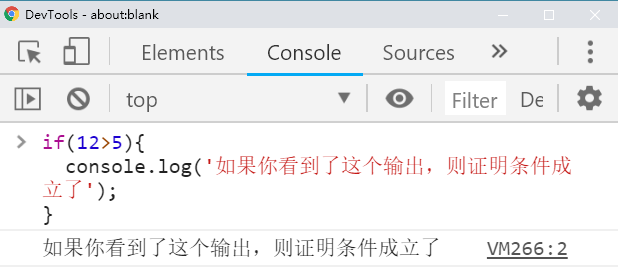 DevTools - about:blank
Elements Console Sources »
top Filter De
if(12>5){
console.log('如果你看到了这个输出，则证明条件成
立了');
}
如果你看到了这个输出，则证明条件成立了 VM266:2